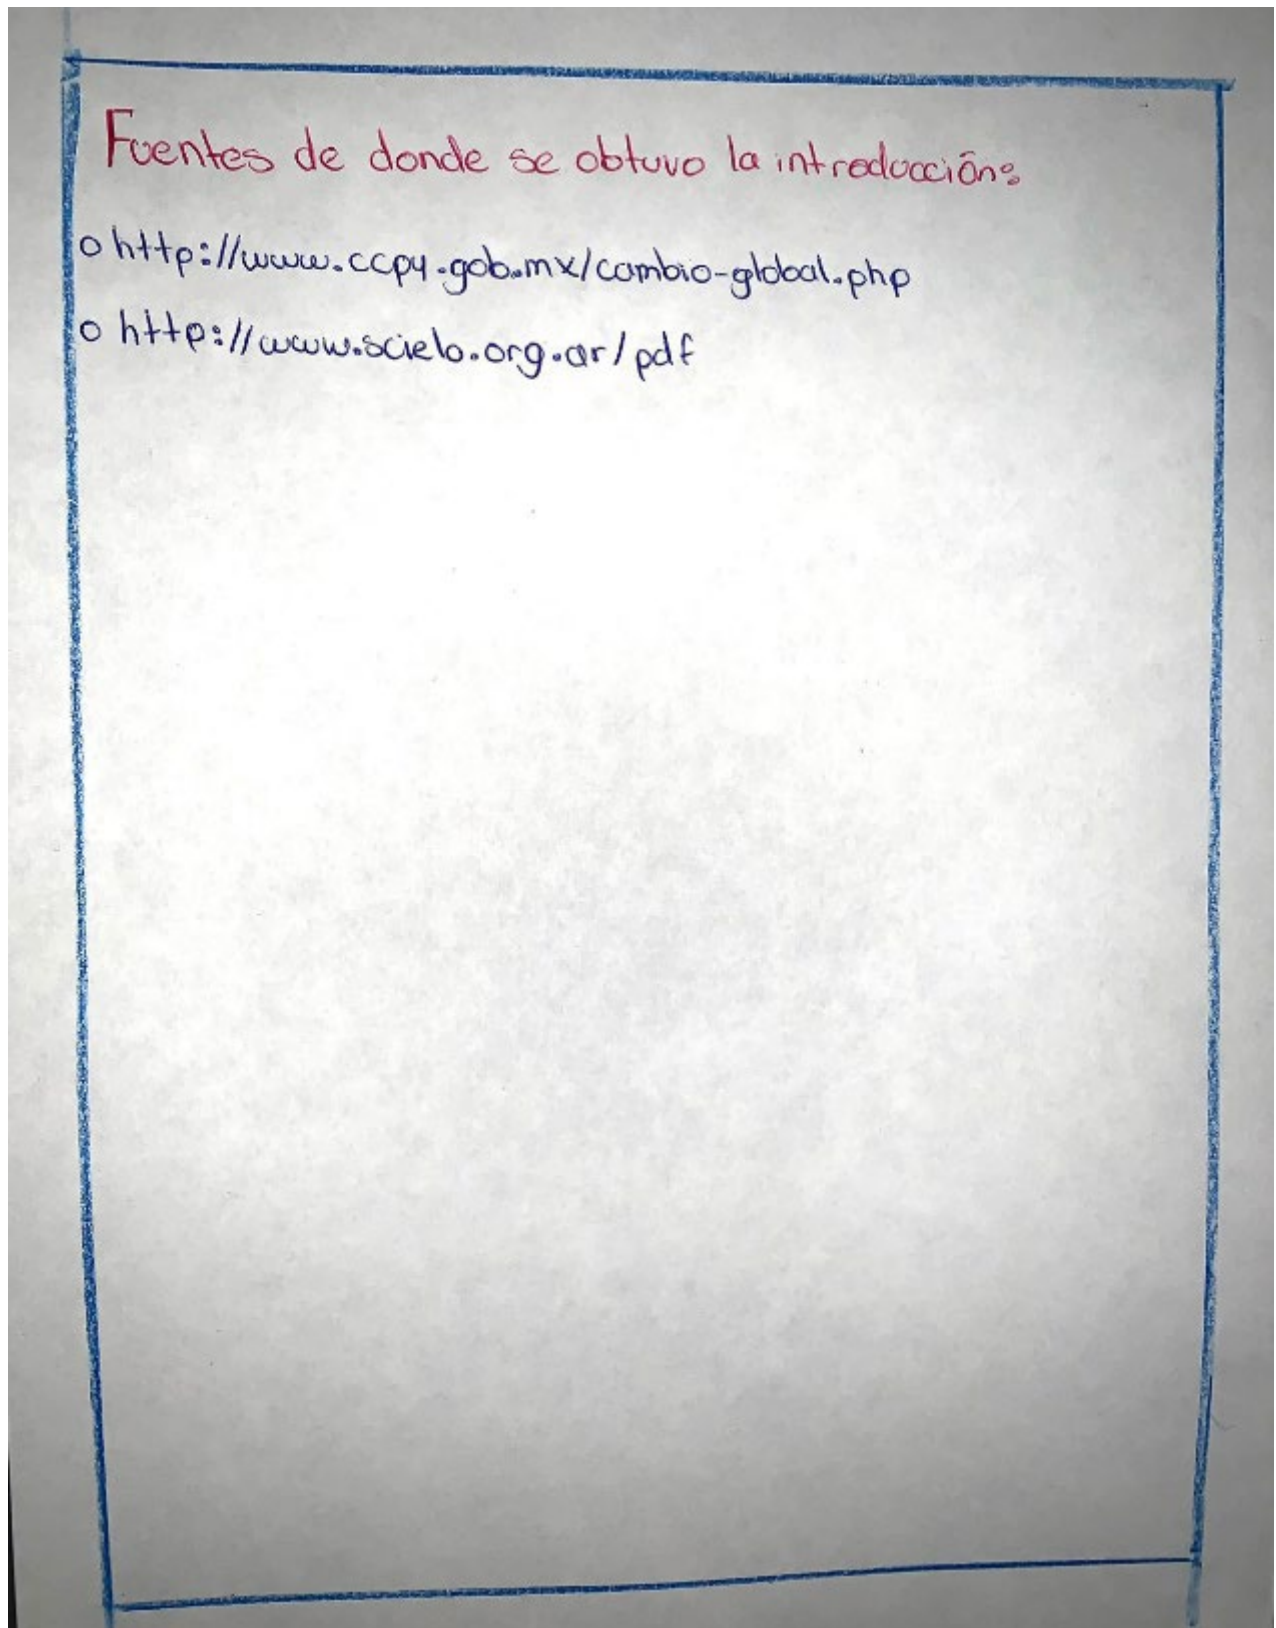 Fuentes de donde se obtuvo la introducción:
o http://www.ccpy.gob.mx/cambio-global.php
o http://www.scielo.org.ar/pdf